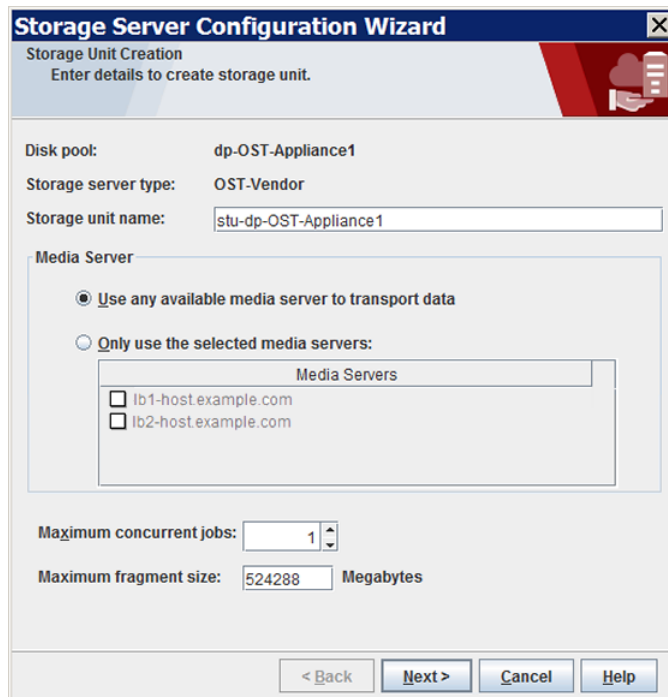 Storage Server Configuration Wizard
Storage Unit Creation
Enter details to create storage unit.
Disk pool: dp-OST-Appliance1
Storage server type: OST-Vendor
Storage unit name: stu-dp-OST-Appliance1
Media Server
Use any available media server to transport data
Only use the selected media servers:
Media Servers
lb1-host.example.com
lb2-host.example.com
Maximum concurrent jobs: 1
Maximum fragment size: 524288 Megabytes
< Back Next > Cancel Help